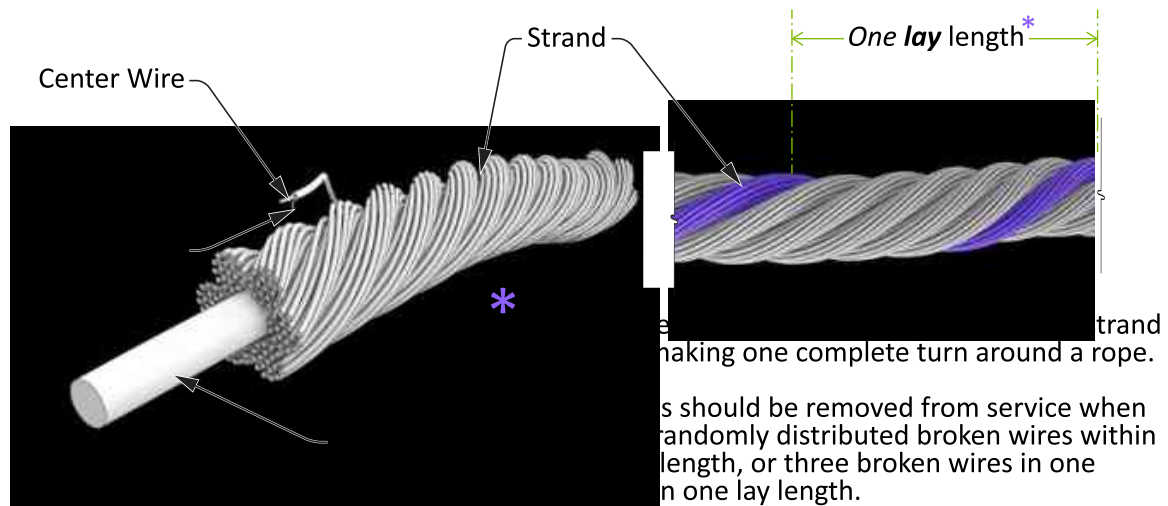 Strand
One lay length*
Center Wire
*
making one complete turn around a rope.
should be removed from service when
randomly distributed broken wires within
length, or three broken wires in one
one lay length.